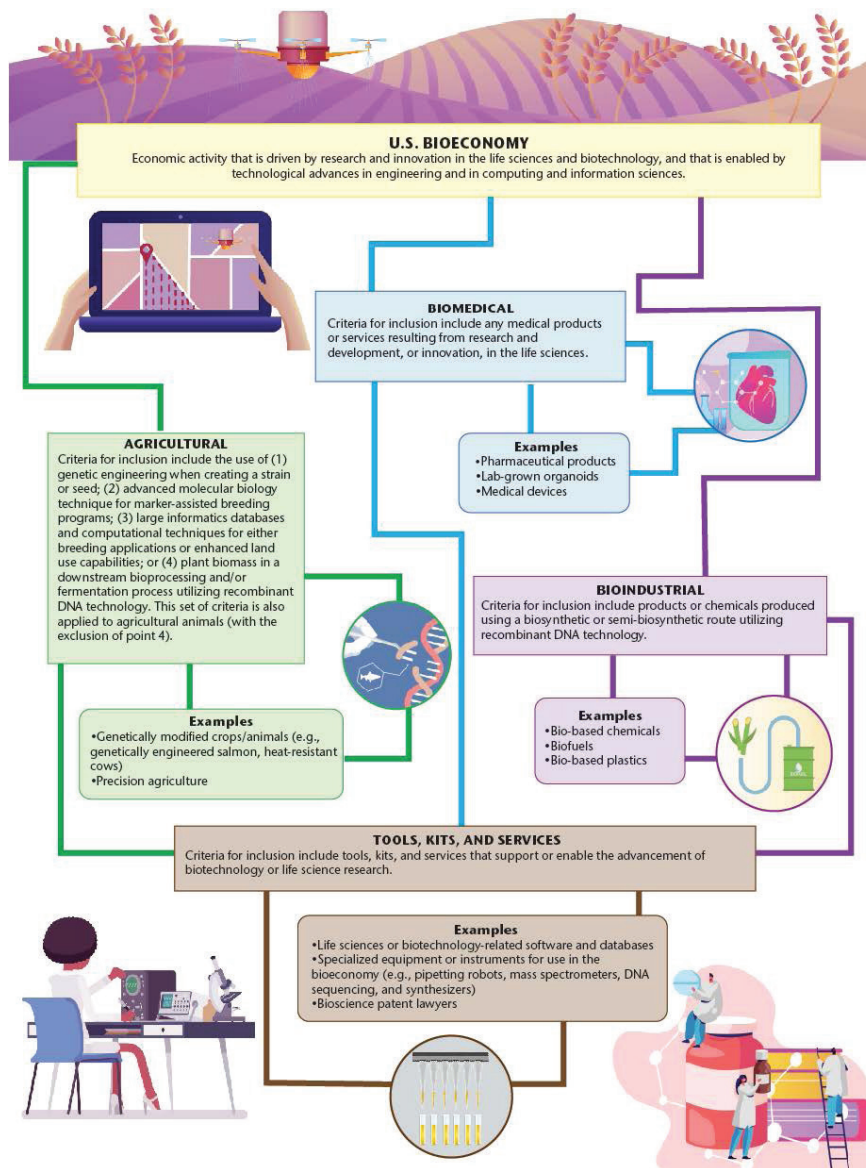 U.S. BIOECONOMY
Economic activity that is driven by research and innovation in the life sciences and biotechnology, and that is enabled by
technological advances in engineering and in computing and information sciences.
BIOMEDICAL
Criteria for inclusion include any medical products
or services resulting from research and
development, or innovation, in the life sciences.
Examples
•Pharmaceutical products
•Lab-grown organoids
•Medical devices
AGRICULTURAL
Criteria for inclusion include the use of (1)
genetic engineering when creating a strain
or seed; (2) advanced molecular biology
technique for marker-assisted breeding
programs; (3) large informatics databases
and computational techniques for either
breeding applications or enhanced land
use capabilities; or (4) plant biomass in a
downstream bioprocessing and/or
fermentation process utilizing recombinant
DNA technology. This set of criteria is also
applied to agricultural animals (with the
exclusion of point 4).
Examples
•Genetically modified crops/animals (e.g.,
genetically engineered salmon, heat-resistant
cows)
•Precision agriculture
BIOINDUSTRIAL
Criteria for inclusion include products or chemicals produced
using a biosynthetic or semi-biosynthetic route utilizing
recombinant DNA technology.
Examples
•Bio-based chemicals
•Biofuels
•Bio-based plastics
TOOLS, KITS, AND SERVICES
Criteria for inclusion include tools, kits, and services that support or enable the advancement of
biotechnology or life science research.
Examples
•Life sciences or biotechnology-related software and databases
•Specialized equipment or instruments for use in the
bioeconomy (e.g., pipetting robots, mass spectrometers, DNA
sequencing, and synthesizers)
•Bioscience patent lawyers